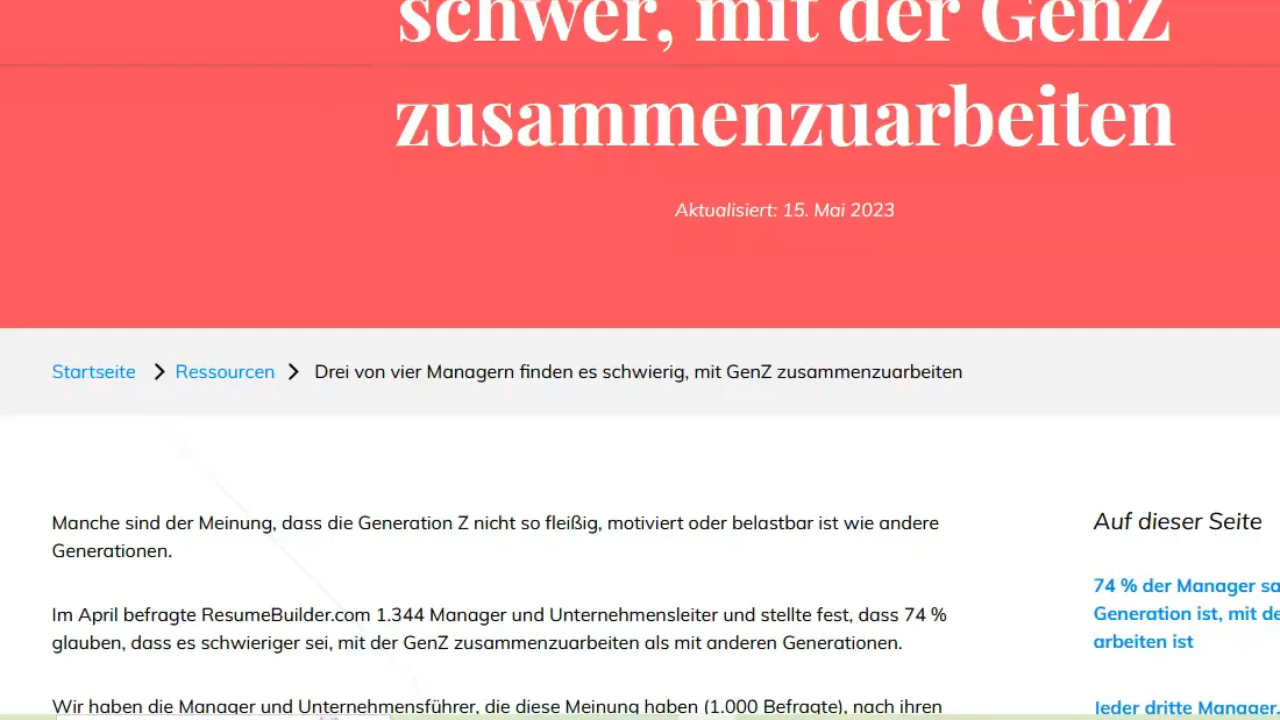 schwer, mit der GenZ
zusammenzuarbeiten
Aktualisiert: 15. Mai 2023
Startseite
Ressourcen
Drei von vier Managern finden es schwierig, mit GenZ zusammenzuarbeiten
Manche sind der Meinung, dass die Generation Z nicht so fleißig, motiviert oder belastbar ist wie andere
Generationen.
Im April befragte ResumeBuilder.com 1.344 Manager und Unternehmensleiter und stellte fest, dass 74 %
glauben, dass es schwieriger sei, mit der GenZ zusammenzuarbeiten als mit anderen Generationen.
Wir haben die Manager und Unternehmensführer, die diese Meinung haben (1.000 Befragte), nach ihren
Auf dieser Seite
74 % der Manager sa
Generation ist, mit de
arbeiten ist
Jeder dritte Manager,